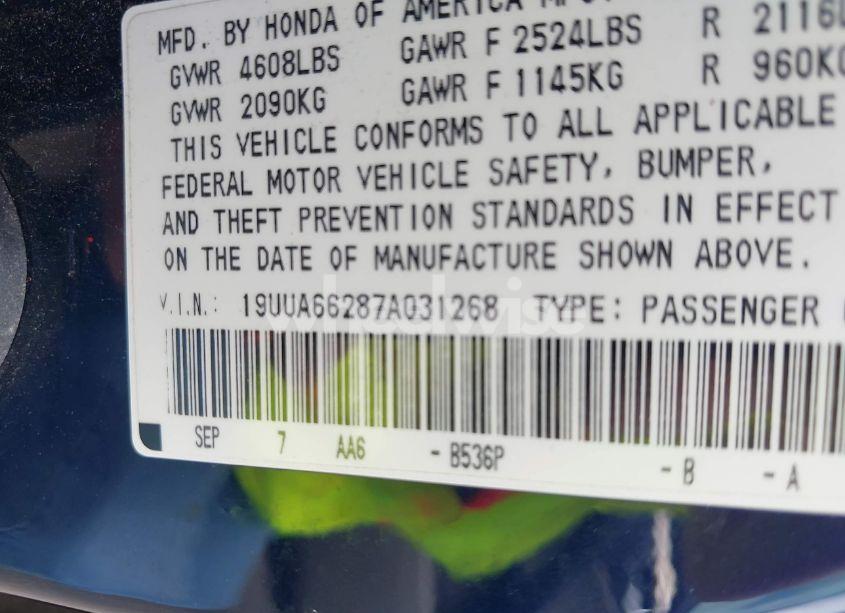 MFD. BY HONDA OF AMERICA
GVWR 4608LBS GAWR F 2524LBS R 2116
GVWR 2090KG GAWR F 1145KG R 960KG
THIS VEHICLE CONFORMS TO ALL APPLICABLE
FEDERAL MOTOR VEHICLE SAFETY, BUMPER,
AND THEFT PREVENTION STANDARDS IN EFFECT
ON THE DATE OF MANUFACTURE SHOWN ABOVE.
V.I.N.: 19UUA66287A031268 TYPE: PASSENGER
SEP 7 AA6 - B536P - B - A